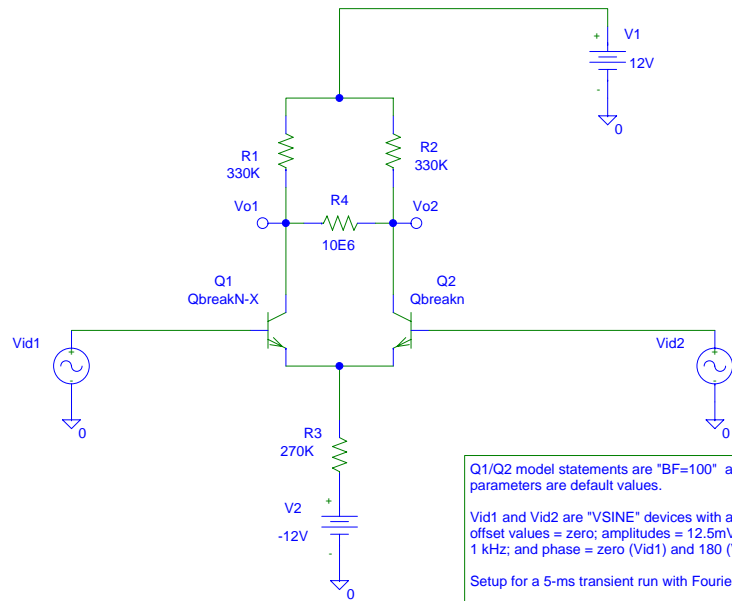 V1
+
12V
-
0
R1
330K
R2
330K
R4
Vo1
Vo2
10E6
Q1
QbreakN-X
Q2
Qbreakn
Vid1
+
-
0
Vid2
+
-
0
R3
270K
V2
+
-12V
-
0
Q1/Q2 model statements are "BF=100"
parameters are default values.
Vid1 and Vid2 are "VSINE" devices with
offset values = zero; amplitudes = 12.5mV
1 kHz; and phase = zero (Vid1) and 180
Setup for a 5-ms transient run with Fourie